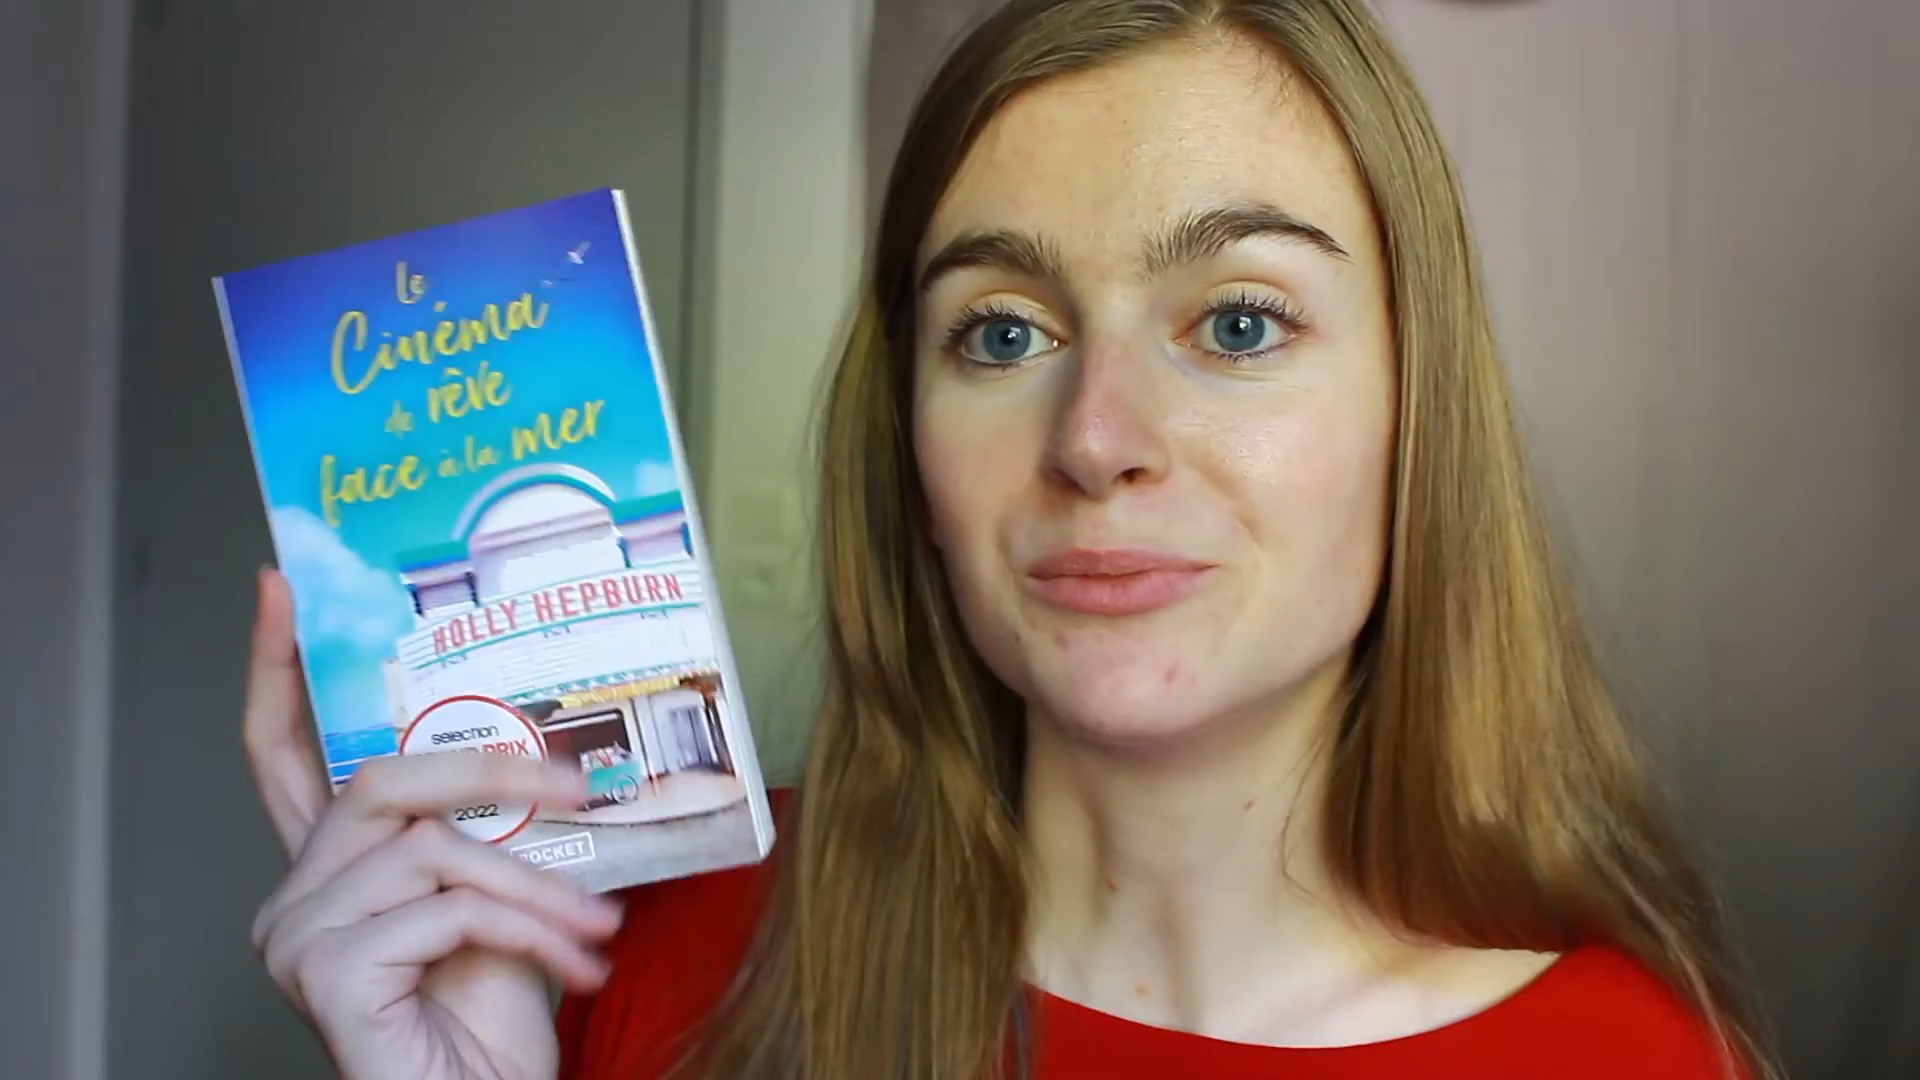 Le
Cinéma
de rêve
face à la mer
HOLLY HEPBURN
sélection
PRIX
2022
POCKET